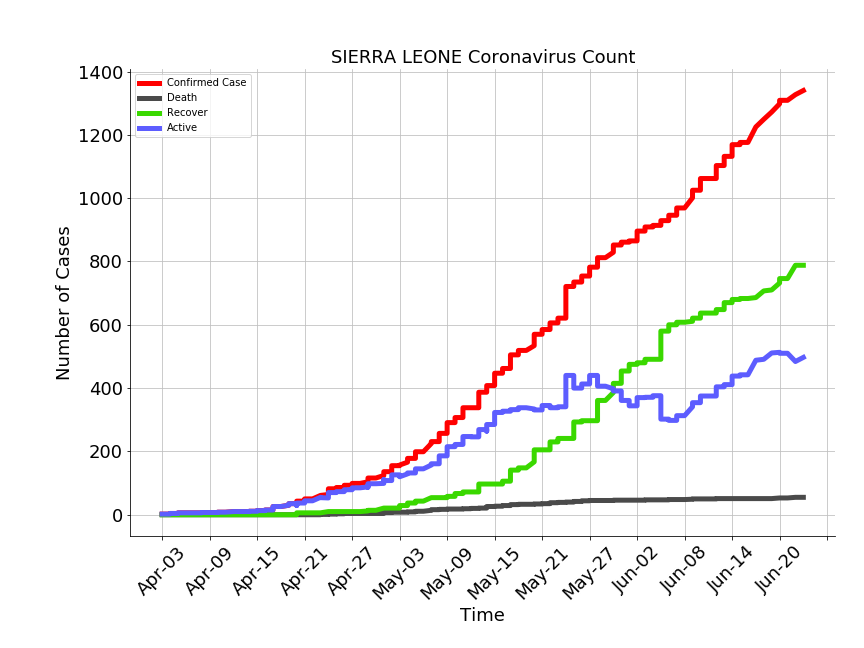 SIERRA LEONE Coronavirus Count
Confirmed Case
Death
Recover
Active
1400
1200
1000
800
600
400
200
0
Number of Cases
Apr-03
Apr-09
Apr-15
Apr-21
Apr-27
May-03
May-09
May-15
May-21
May-27
Jun-02
Jun-08
Jun-14
Jun-20
Time